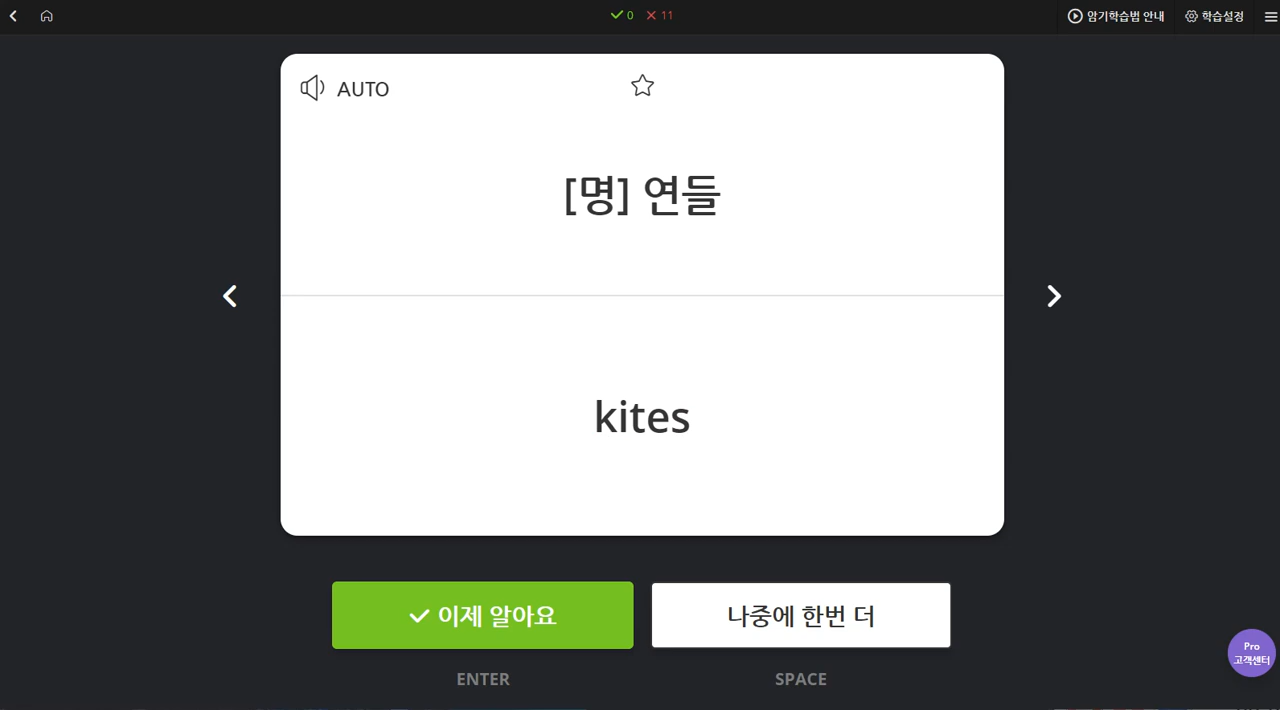 0 11 암기학습법 안내 학습설정
AUTO
[명] 연들
kites
이제 알아요 나중에 한번 더
ENTER SPACE
Pro
고객센터